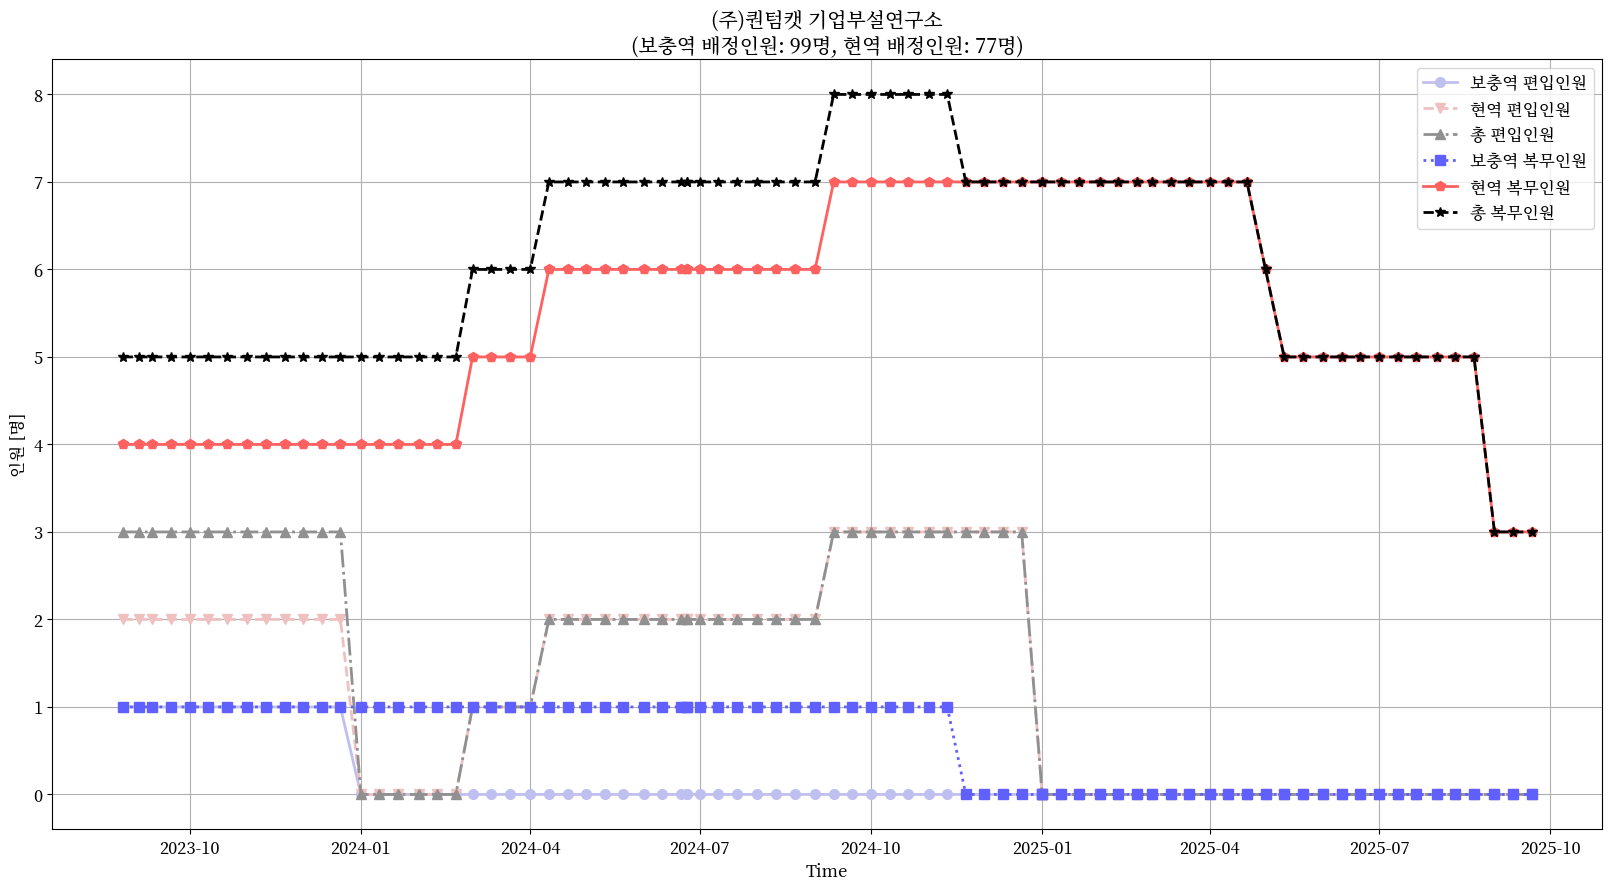 (주)퀀텀캣 기업부설연구소
(보충역 배정인원: 99명, 현역 배정인원: 77명)
보충역 편입인원
현역 편입인원
총 편입인원
보충역 복무인원
현역 복무인원
총 복무인원
인원 [명]
8
7
6
5
4
3
2
1
0
2023-10 2024-01 2024-04 2024-07 2024-10 2025-01 2025-04 2025-07 2025-10
Time